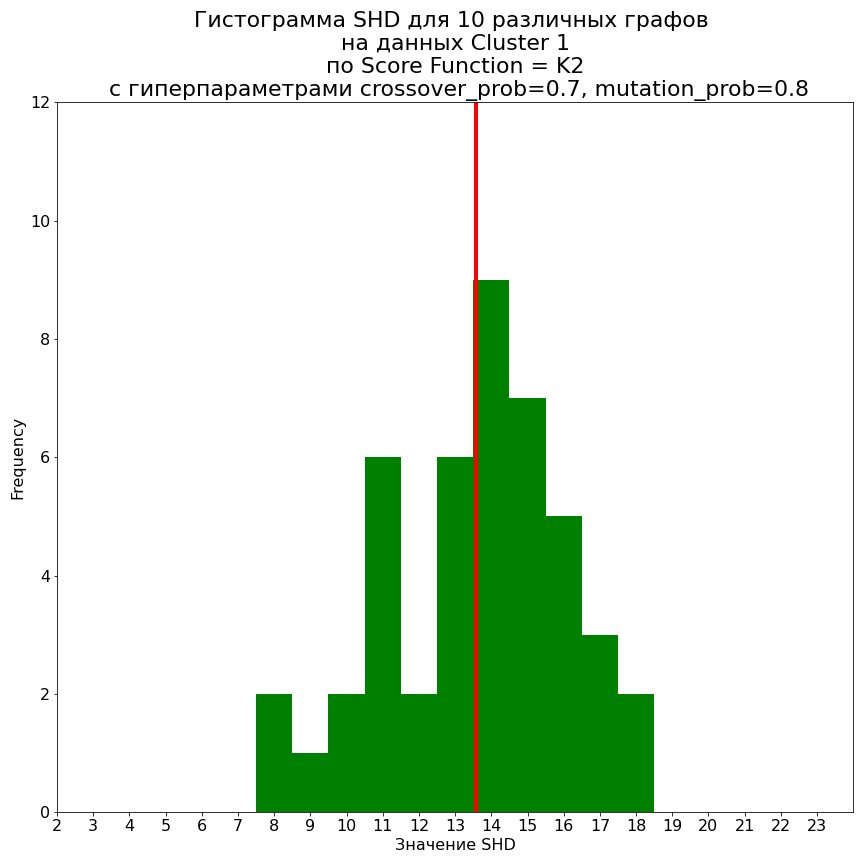 Гистограмма SHD для 10 различных графов
на данных Cluster 1
по Score Function = K2
с гиперпараметрами crossover_prob=0.7, mutation_prob=0.8
12
10
8
6
4
2
0
Frequency
2 3 4 5 6 7 8 9 10 11 12 13 14 15 16 17 18 19 20 21 22 23
Значение SHD